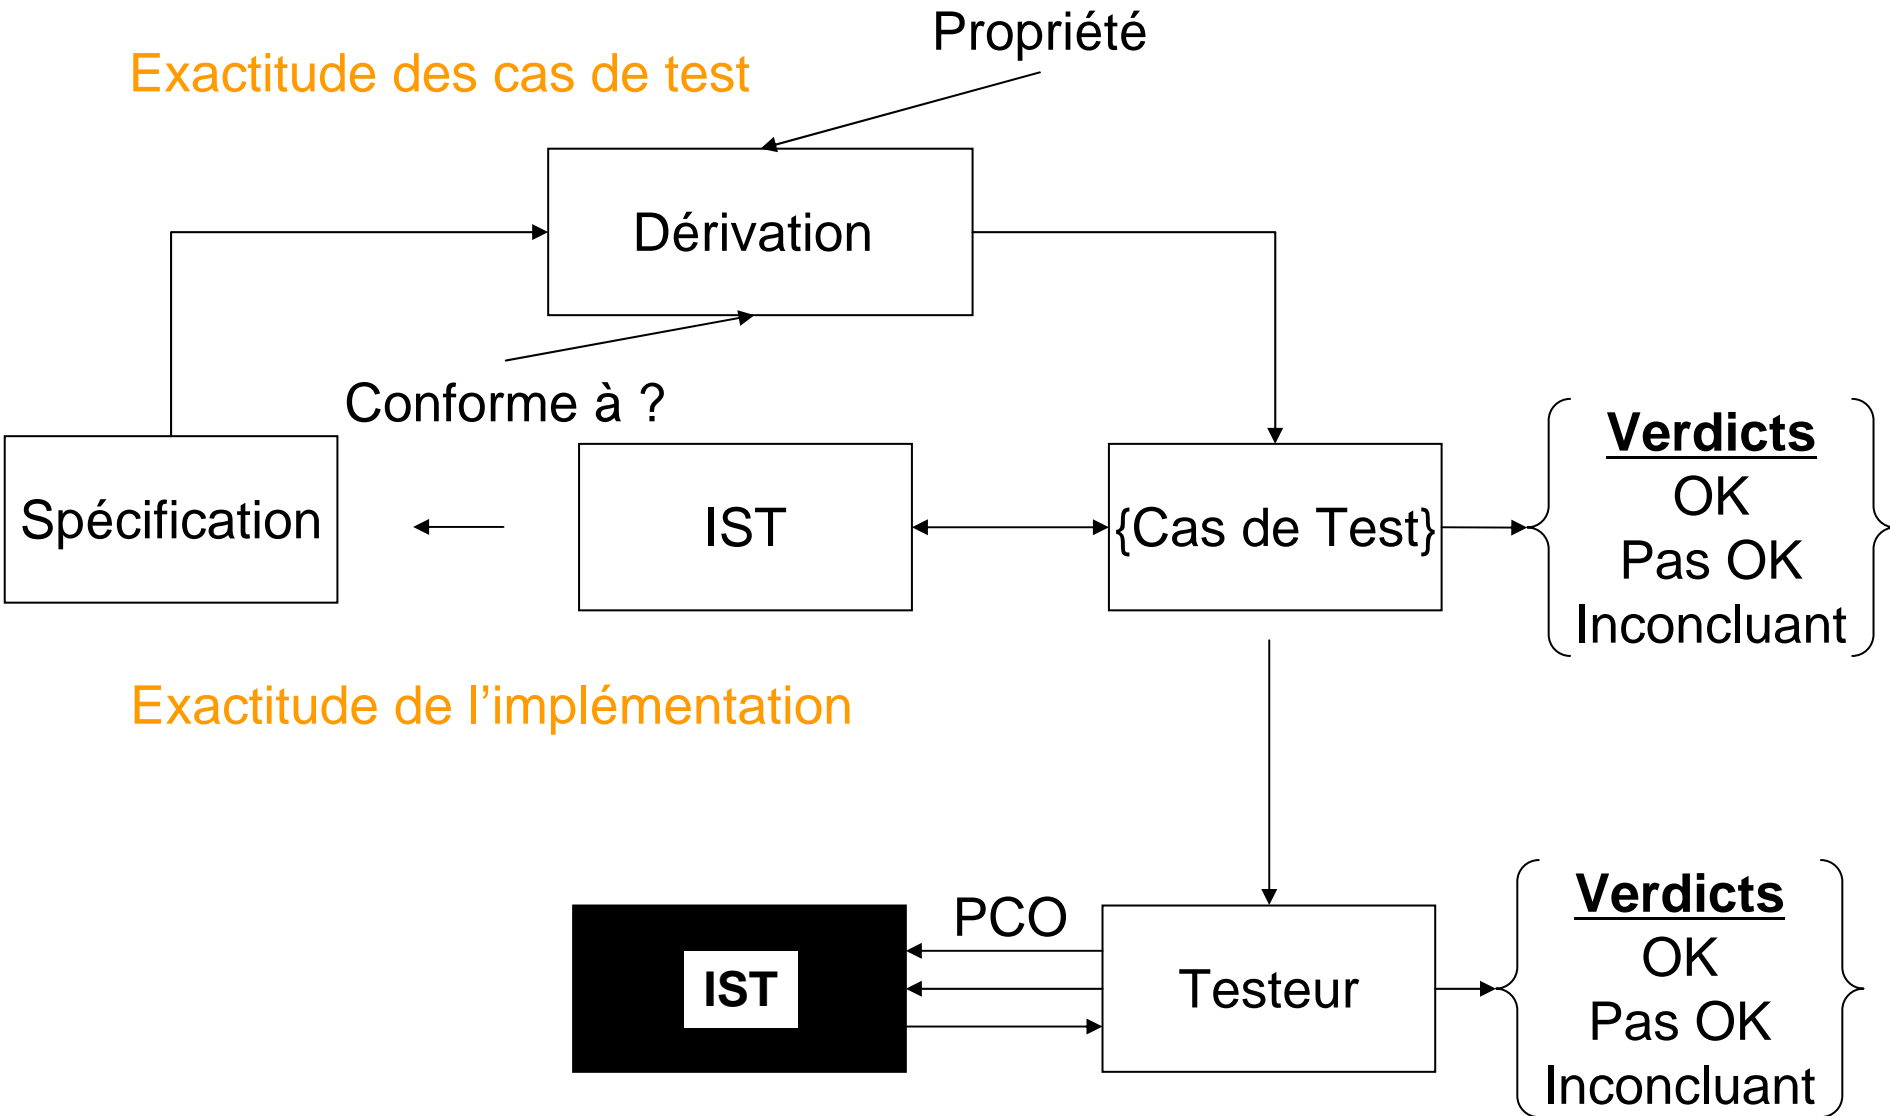 Propriété
Exactitude des cas de test
Dérivation
Conforme à ?
Spécification
IST
{Cas de Test}
Verdicts
OK
Pas OK
Inconcluant
Exactitude de l’implémentation
PCO
IST
Testeur
Verdicts
OK
Pas OK
Inconcluant